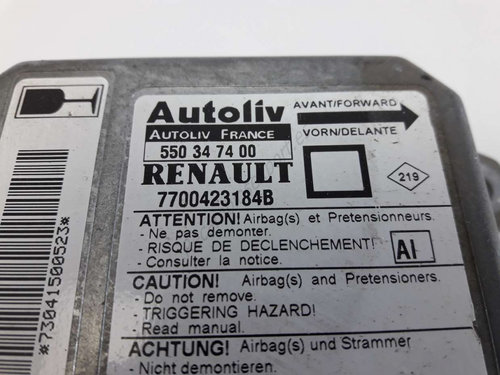 Autoliv
AVANT/FORWARD
AUTOLIV FRANCE
VORN/DELANTE
550 34 74 00
RENAULT
219
7700423184B
ATTENTION! Airbag(s) et Pretensionneurs.
- Ne pas demonter.
- RISQUE DE DECLENCHEMENT!
- Consulter la notice.
AI
CAUTION! Airbag(s) and Pretensioners.
- Do not remove.
- TRIGGERING HAZARD!
- Read manual.
ACHTUNG! Airbag(s) und Strammer
- Nicht demontieren.
*73041500523*